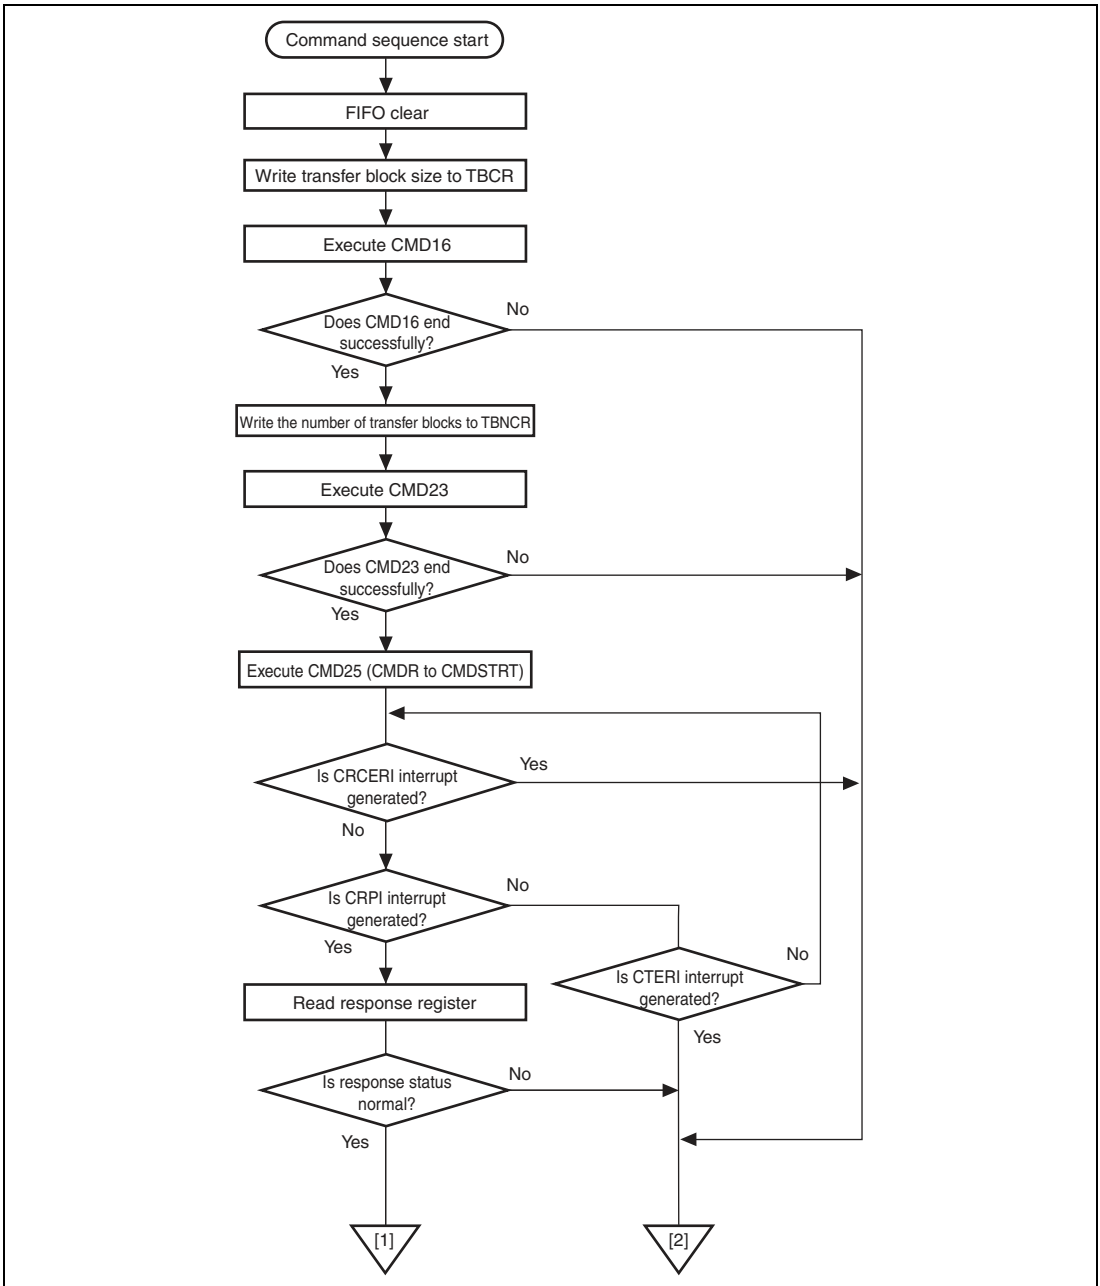 Command sequence start
FIFO clear
Write transfer block size to TBCR
Execute CMD16
No
Does CMD16 end
successfully?
Yes
Write the number of transfer blocks to TBNCR
Execute CMD23
No
Does CMD23 end
successfully?
Yes
Execute CMD25 (CMDR to CMDSTRT)
Is CRCERI interrupt
generated?
Yes
No
Is CRPI interrupt
generated?
No
Yes
Is CTERI interrupt
generated?
No
Yes
Read response register
Is response status
normal?
No
Yes
[1]
[2]